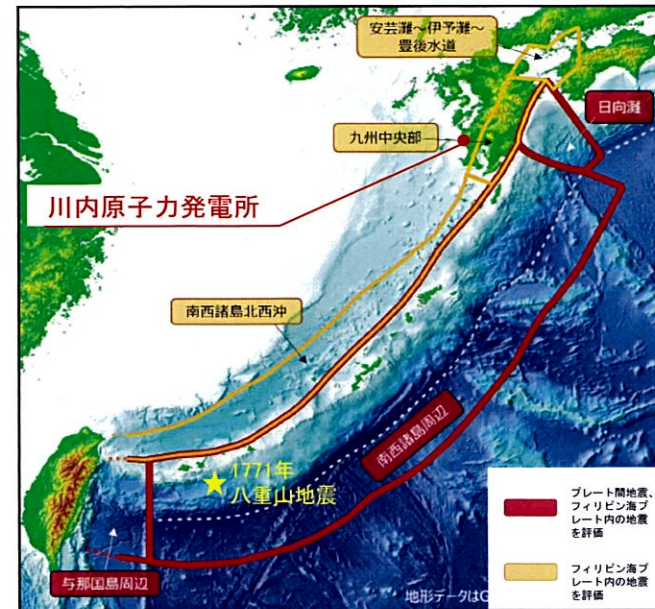 安芸灘～伊予灘～
豊後水道
日向灘
九州中央部
川内原子力発電所
南西諸島北西沖
南西諸島周辺
1771年
八重山地震
与那国島周辺
プレート間地震、
フィリピン海プ
レート内の地震
を評価
フィリピン海プ
レート内の地震
を評価
地形データはG